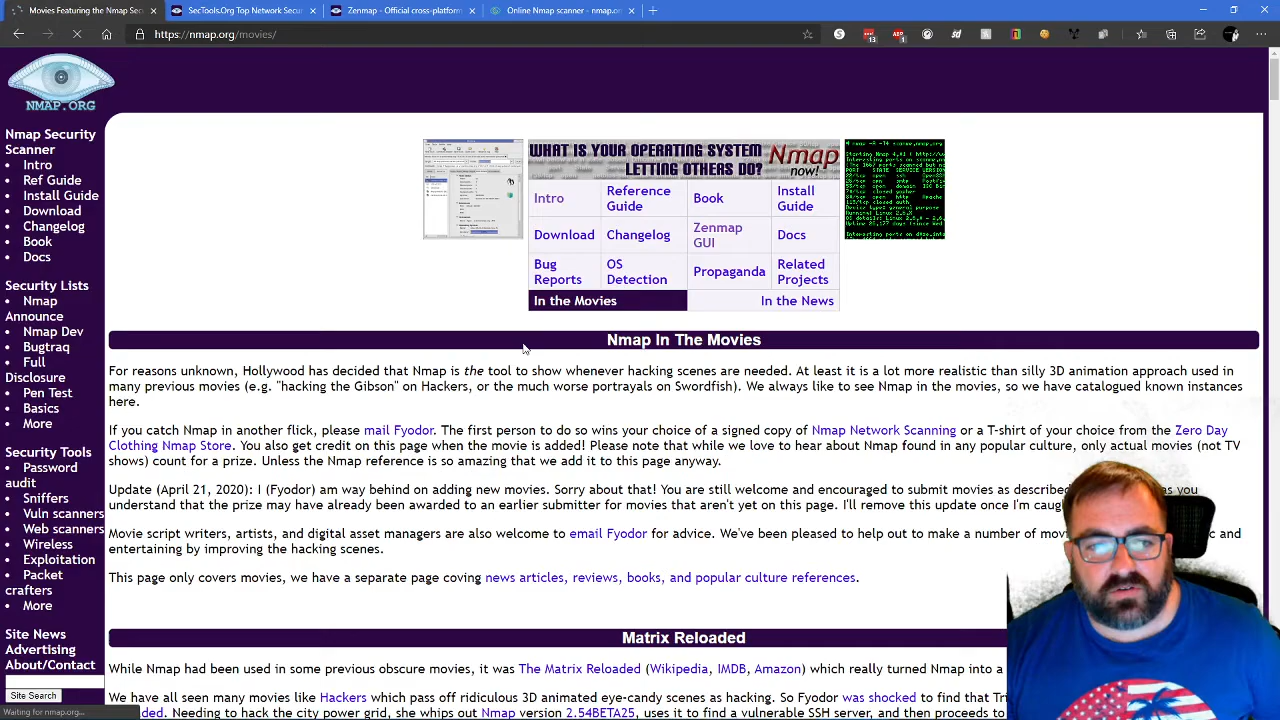 Movies Featuring the Nmap Sec
SecTools.Org Top Network Secur
Zenmap - Official cross-platform
Online Nmap scanner - nmap.on
https://nmap.org/movies/
NMAP.ORG
Nmap Security
Scanner
• Intro
• Ref Guide
• Install Guide
• Download
• Changelog
• Book
• Docs
Security Lists
• Nmap
Announce
• Nmap Dev
• Bugtraq
• Full
Disclosure
• Pen Test
• Basics
• More
Security Tools
• Password
audit
• Sniffers
• Vuln scanners
• Web scanners
• Wireless
• Exploitation
• Packet
crafters
• More
Site News
Advertising
About/Contact
Site Search
Waiting for nmap.org...
WHAT IS YOUR OPERATING SYSTEM
LETTING OTHERS DO?
Nmap
now!
Intro
Reference
Guide
Book
Install
Guide
Download
Changelog
Zenmap
GUI
Docs
Bug
Reports
OS
Detection
Propaganda
Related
Projects
In the Movies
In the News
Nmap In The Movies
For reasons unknown, Hollywood has decided that Nmap is the tool to show whenever hacking scenes are needed. At least it is a lot more realistic than silly 3D animation approach used in
many previous movies (e.g. "hacking the Gibson" on Hackers, or the much worse portrayals on Swordfish). We always like to see Nmap in the movies, so we have catalogued known instances
here.
If you catch Nmap in another flick, please mail Fyodor. The first person to do so wins your choice of a signed copy of Nmap Network Scanning or a T-shirt of your choice from the Zero Day
Clothing Nmap Store. You also get credit on this page when the movie is added! Please note that while we love to hear about Nmap found in any popular culture, only actual movies (not TV
shows) count for a prize. Unless the Nmap reference is so amazing that we add it to this page anyway.
Update (April 21, 2020): I (Fyodor) am way behind on adding new movies. Sorry about that! You are still welcome and encouraged to submit movies as described as you
understand that the prize may have already been awarded to an earlier submitter for movies that aren't yet on this page. I'll remove this update once I'm caug
Movie script writers, artists, and digital asset managers are also welcome to email Fyodor for advice. We've been pleased to help out to make a number of mov ic and
entertaining by improving the hacking scenes.
This page only covers movies, we have a separate page coving news articles, reviews, books, and popular culture references.
Matrix Reloaded
While Nmap had been used in some previous obscure movies, it was The Matrix Reloaded (Wikipedia, IMDB, Amazon) which really turned Nmap into a
We have all seen many movies like Hackers which pass off ridiculous 3D animated eye-candy scenes as hacking. So Fyodor was shocked to find that Tri
ded. Needing to hack the city power grid, she whips out Nmap version 2.54BETA25, uses it to find a vulnerable SSH server, and then proceeds to